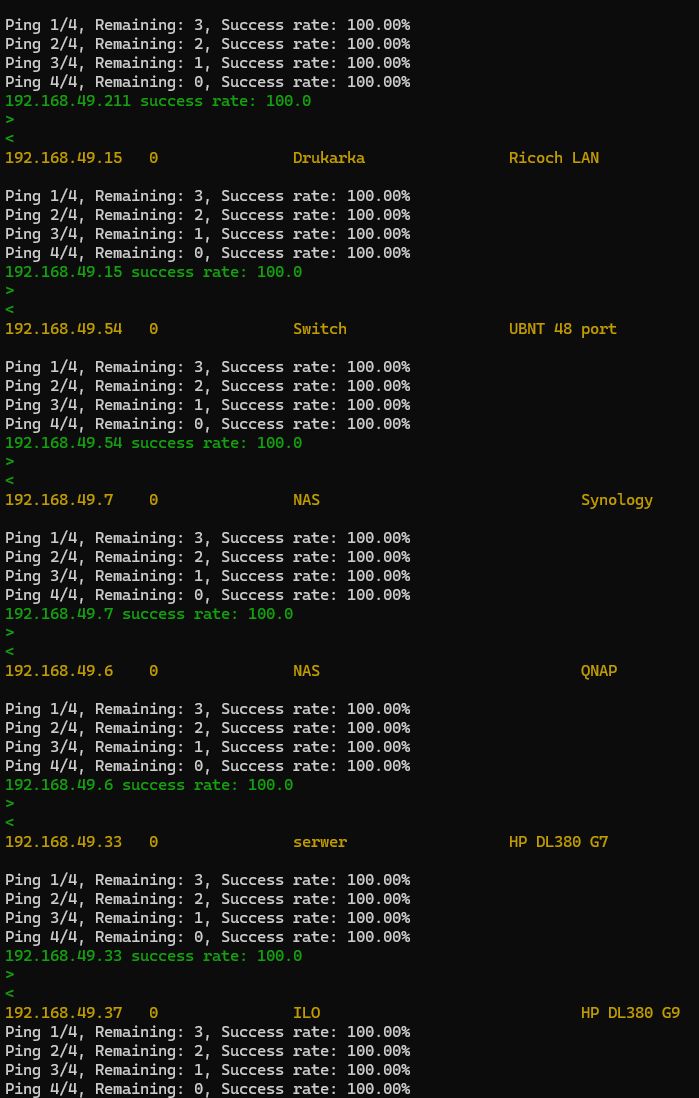 Ping 1/4, Remaining: 3, Success rate: 100.00%
Ping 2/4, Remaining: 2, Success rate: 100.00%
Ping 3/4, Remaining: 1, Success rate: 100.00%
Ping 4/4, Remaining: 0, Success rate: 100.00%
192.168.49.211 success rate: 100.0
>
<
192.168.49.15 0 Drukarka Ricoch LAN
Ping 1/4, Remaining: 3, Success rate: 100.00%
Ping 2/4, Remaining: 2, Success rate: 100.00%
Ping 3/4, Remaining: 1, Success rate: 100.00%
Ping 4/4, Remaining: 0, Success rate: 100.00%
192.168.49.15 success rate: 100.0
>
<
192.168.49.54 0 Switch UBNT 48 port
Ping 1/4, Remaining: 3, Success rate: 100.00%
Ping 2/4, Remaining: 2, Success rate: 100.00%
Ping 3/4, Remaining: 1, Success rate: 100.00%
Ping 4/4, Remaining: 0, Success rate: 100.00%
192.168.49.54 success rate: 100.0
>
<
192.168.49.7 0 NAS Synology
Ping 1/4, Remaining: 3, Success rate: 100.00%
Ping 2/4, Remaining: 2, Success rate: 100.00%
Ping 3/4, Remaining: 1, Success rate: 100.00%
Ping 4/4, Remaining: 0, Success rate: 100.00%
192.168.49.7 success rate: 100.0
>
<
192.168.49.6 0 NAS QNAP
Ping 1/4, Remaining: 3, Success rate: 100.00%
Ping 2/4, Remaining: 2, Success rate: 100.00%
Ping 3/4, Remaining: 1, Success rate: 100.00%
Ping 4/4, Remaining: 0, Success rate: 100.00%
192.168.49.6 success rate: 100.0
>
<
192.168.49.33 0 serwer HP DL380 G7
Ping 1/4, Remaining: 3, Success rate: 100.00%
Ping 2/4, Remaining: 2, Success rate: 100.00%
Ping 3/4, Remaining: 1, Success rate: 100.00%
Ping 4/4, Remaining: 0, Success rate: 100.00%
192.168.49.33 success rate: 100.0
>
<
192.168.49.37 0 ILO HP DL380 G9
Ping 1/4, Remaining: 3, Success rate: 100.00%
Ping 2/4, Remaining: 2, Success rate: 100.00%
Ping 3/4, Remaining: 1, Success rate: 100.00%
Ping 4/4, Remaining: 0, Success rate: 100.00%